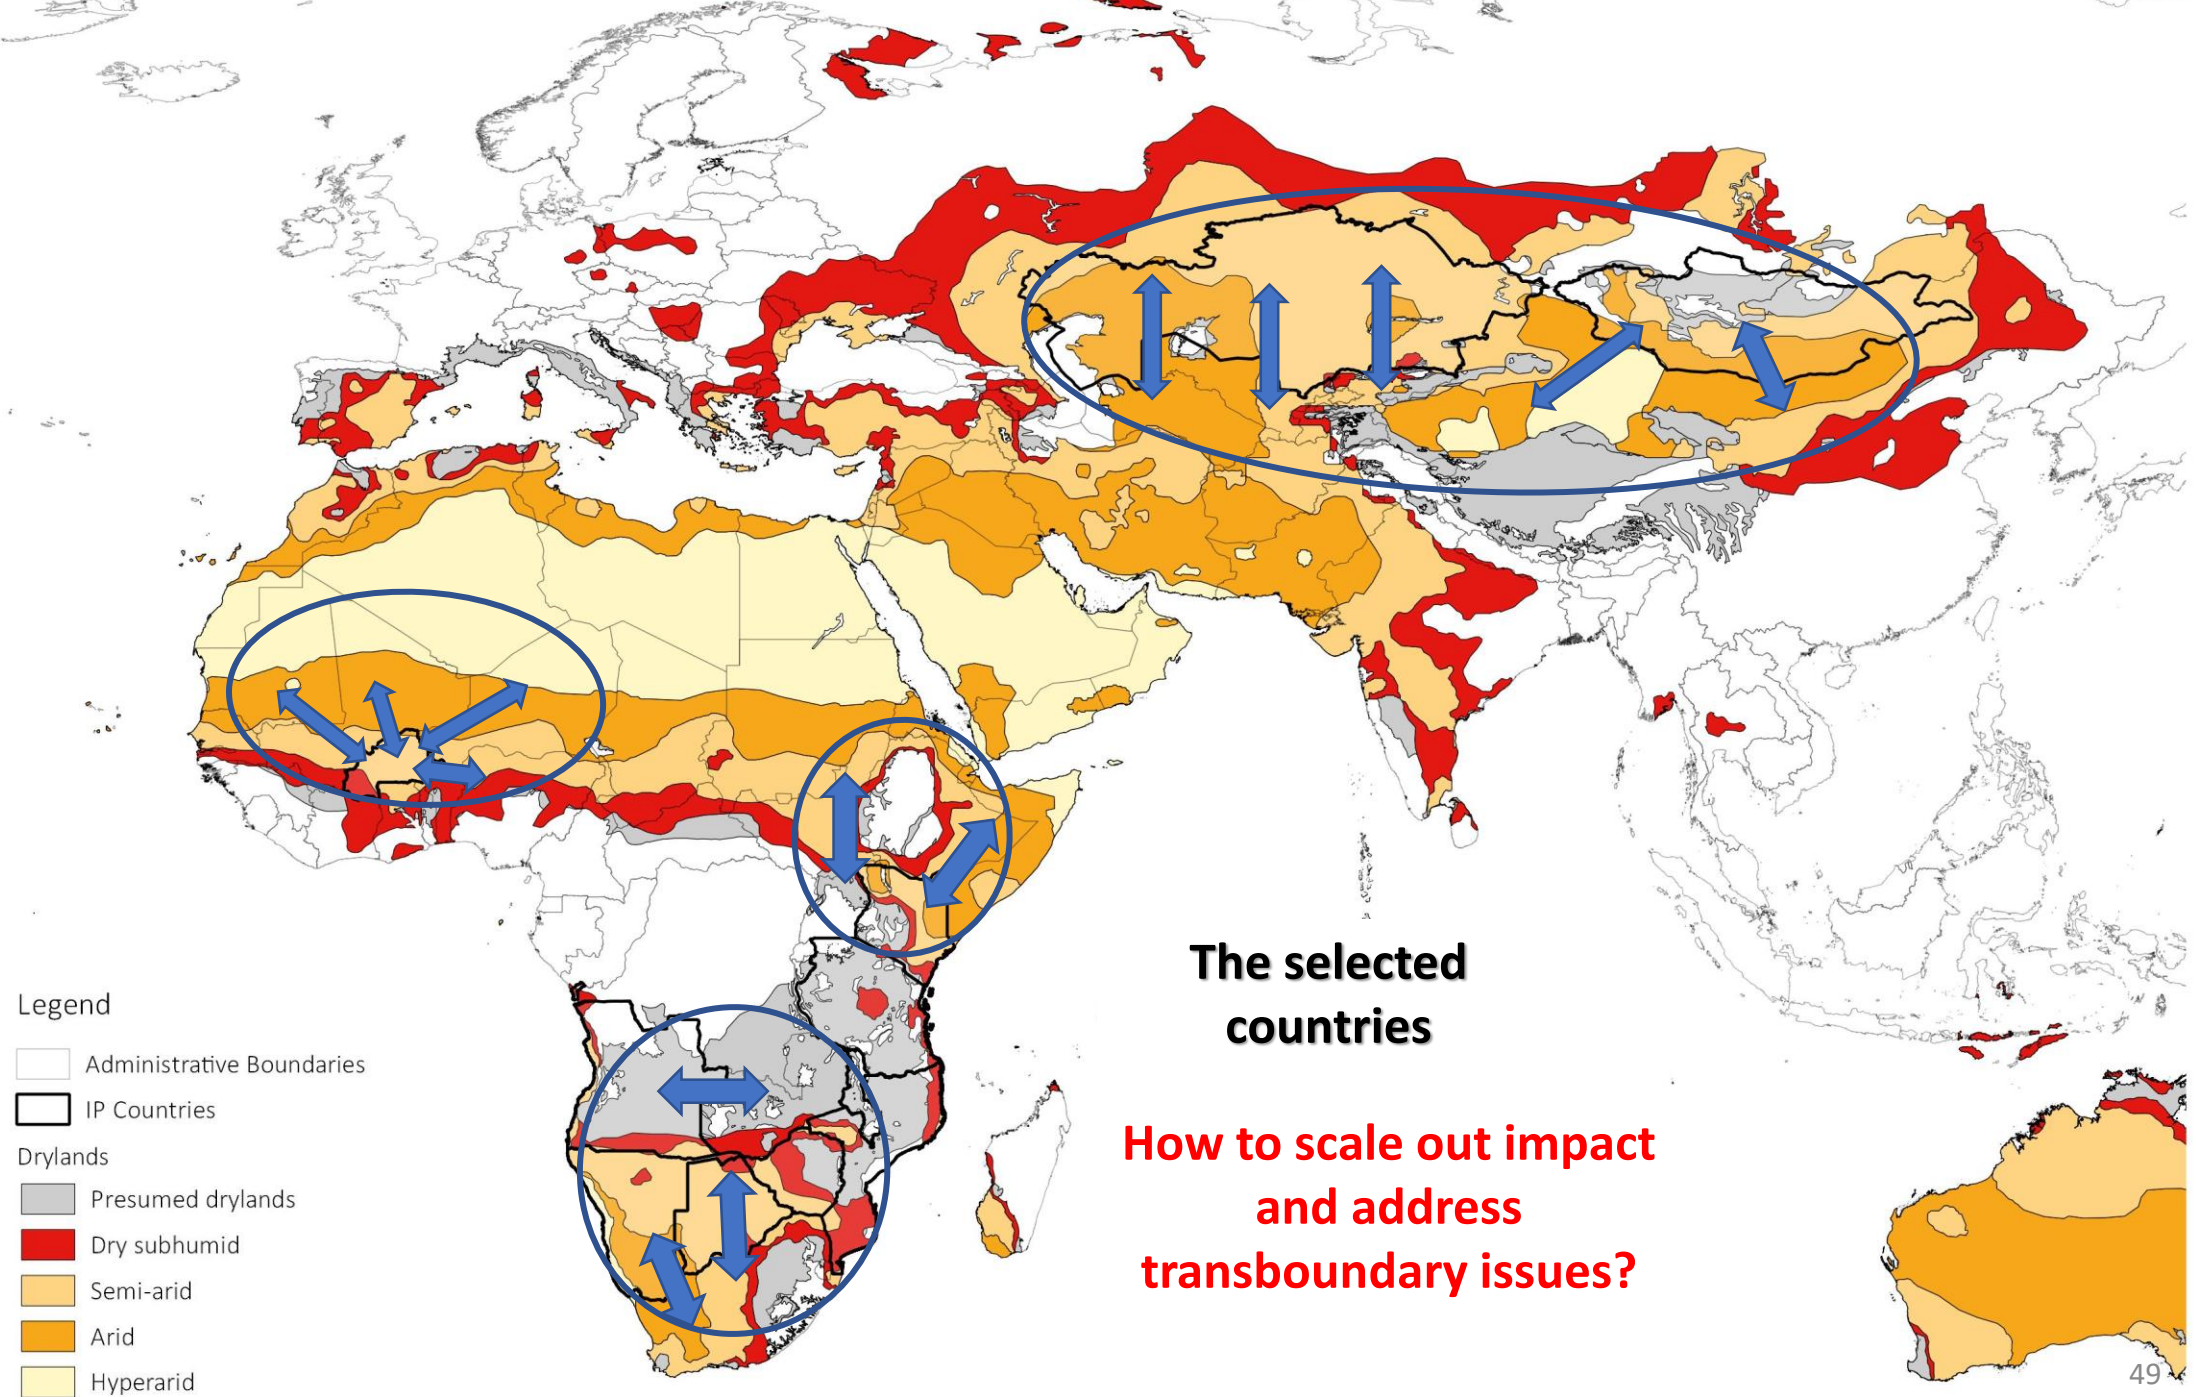 The selected
countries
How to scale out impact
and address
transboundary issues?
Legend
Administrative Boundaries
IP Countries
Drylands
Presumed drylands
Dry subhumid
Semi-arid
Arid
Hyperarid
49